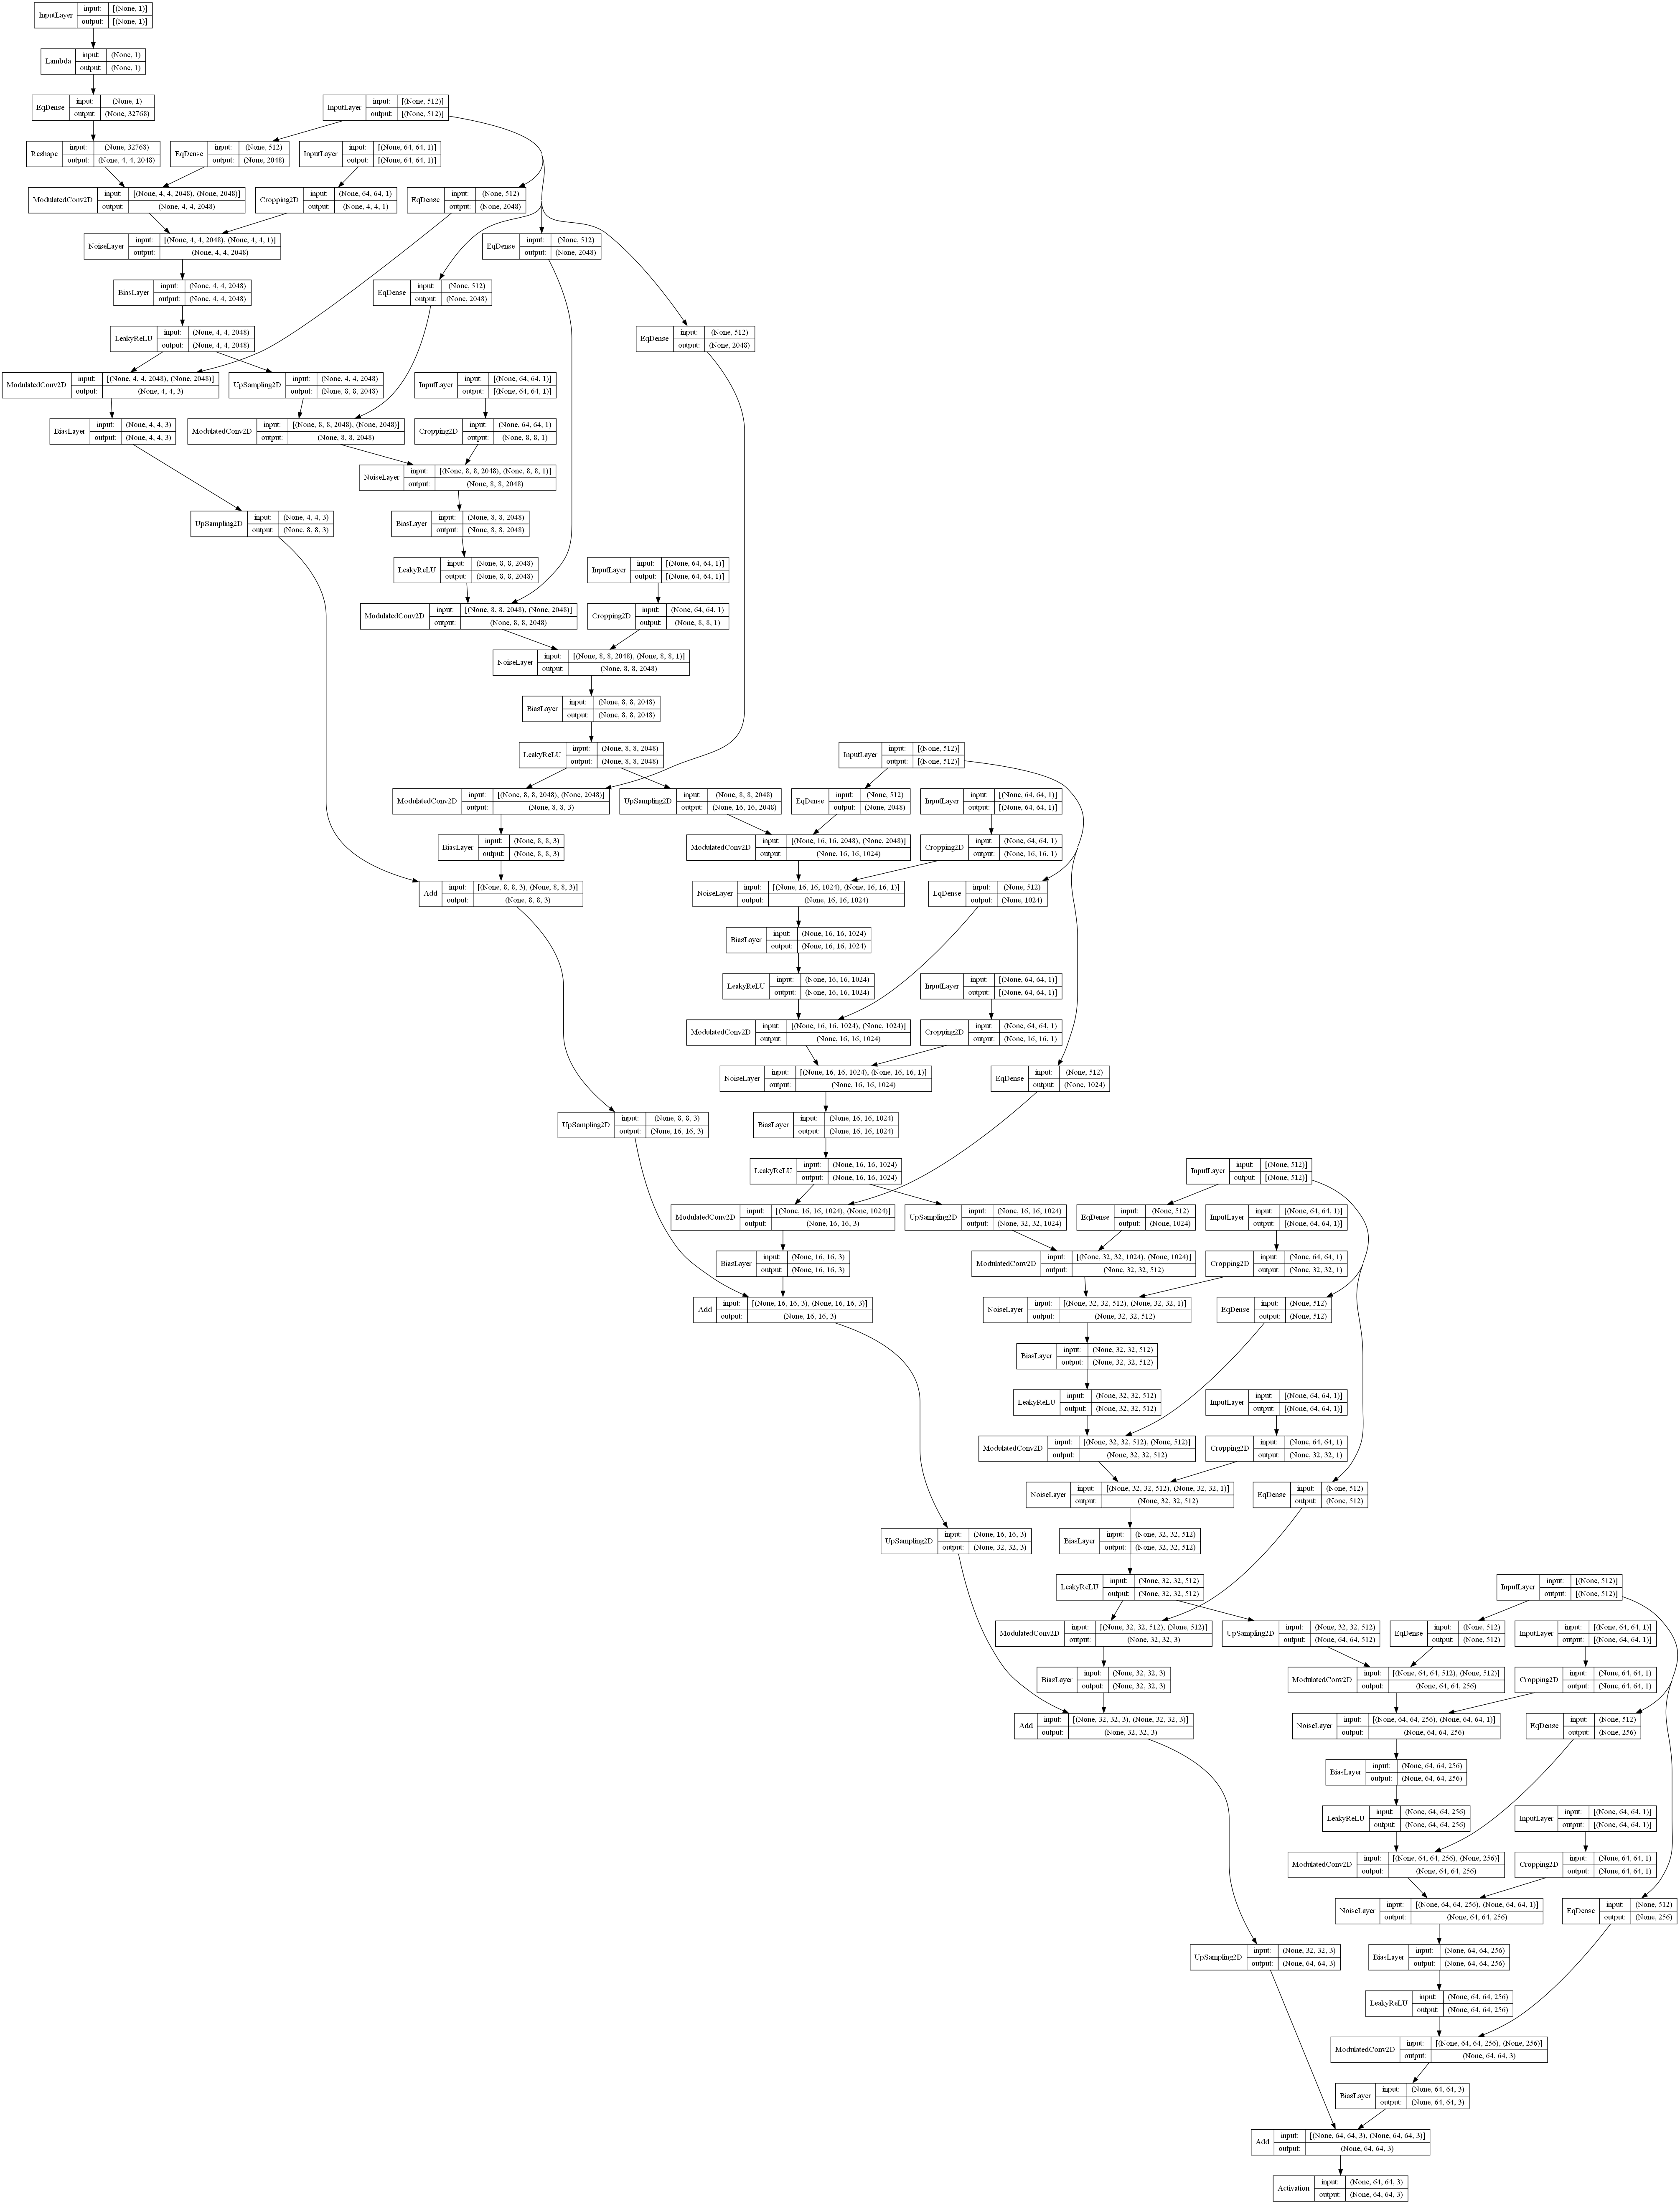 InputLayer
input: [(None, 1)]
output: [(None, 1)]
Lambda
input: (None, 1)
output: (None, 1)
EqDense
input: (None, 1)
output: (None, 32768)
InputLayer
input: [(None, 512)]
output: [(None, 512)]
Reshape
input: (None, 32768)
output: (None, 4, 4, 2048)
EqDense
input: (None, 512)
output: (None, 2048)
InputLayer
input: [(None, 64, 64, 1)]
output: [(None, 64, 64, 1)]
ModulatedConv2D
input: [(None, 4, 4, 2048), (None, 2048)]
output: (None, 4, 4, 2048)
Cropping2D
input: (None, 64, 64, 1)
output: (None, 4, 4, 1)
EqDense
input: (None, 512)
output: (None, 2048)
NoiseLayer
input: [(None, 4, 4, 2048), (None, 4, 4, 1)]
output: (None, 4, 4, 2048)
EqDense
input: (None, 512)
output: (None, 2048)
BiasLayer
input: (None, 4, 4, 2048)
output: (None, 4, 4, 2048)
EqDense
input: (None, 512)
output: (None, 2048)
LeakyReLU
input: (None, 4, 4, 2048)
output: (None, 4, 4, 2048)
EqDense
input: (None, 512)
output: (None, 2048)
ModulatedConv2D
input: [(None, 4, 4, 2048), (None, 2048)]
output: (None, 4, 4, 3)
UpSampling2D
input: (None, 4, 4, 2048)
output: (None, 8, 8, 2048)
InputLayer
input: [(None, 64, 64, 1)]
output: [(None, 64, 64, 1)]
BiasLayer
input: (None, 4, 4, 3)
output: (None, 4, 4, 3)
ModulatedConv2D
input: [(None, 8, 8, 2048), (None, 2048)]
output: (None, 8, 8, 2048)
Cropping2D
input: (None, 64, 64, 1)
output: (None, 8, 8, 1)
NoiseLayer
input: [(None, 8, 8, 2048), (None, 8, 8, 1)]
output: (None, 8, 8, 2048)
UpSampling2D
input: (None, 4, 4, 3)
output: (None, 8, 8, 3)
BiasLayer
input: (None, 8, 8, 2048)
output: (None, 8, 8, 2048)
LeakyReLU
input: (None, 8, 8, 2048)
output: (None, 8, 8, 2048)
InputLayer
input: [(None, 64, 64, 1)]
output: [(None, 64, 64, 1)]
ModulatedConv2D
input: [(None, 8, 8, 2048), (None, 2048)]
output: (None, 8, 8, 2048)
Cropping2D
input: (None, 64, 64, 1)
output: (None, 8, 8, 1)
NoiseLayer
input: [(None, 8, 8, 2048), (None, 8, 8, 1)]
output: (None, 8, 8, 2048)
BiasLayer
input: (None, 8, 8, 2048)
output: (None, 8, 8, 2048)
LeakyReLU
input: (None, 8, 8, 2048)
output: (None, 8, 8, 2048)
InputLayer
input: [(None, 512)]
output: [(None, 512)]
ModulatedConv2D
input: [(None, 8, 8, 2048), (None, 2048)]
output: (None, 8, 8, 3)
UpSampling2D
input: (None, 8, 8, 2048)
output: (None, 16, 16, 2048)
EqDense
input: (None, 512)
output: (None, 2048)
InputLayer
input: [(None, 64, 64, 1)]
output: [(None, 64, 64, 1)]
BiasLayer
input: (None, 8, 8, 3)
output: (None, 8, 8, 3)
ModulatedConv2D
input: [(None, 16, 16, 2048), (None, 2048)]
output: (None, 16, 16, 1024)
Cropping2D
input: (None, 64, 64, 1)
output: (None, 16, 16, 1)
Add
input: [(None, 8, 8, 3), (None, 8, 8, 3)]
output: (None, 8, 8, 3)
NoiseLayer
input: [(None, 16, 16, 1024), (None, 16, 16, 1)]
output: (None, 16, 16, 1024)
EqDense
input: (None, 512)
output: (None, 1024)
BiasLayer
input: (None, 16, 16, 1024)
output: (None, 16, 16, 1024)
LeakyReLU
input: (None, 16, 16, 1024)
output: (None, 16, 16, 1024)
InputLayer
input: [(None, 64, 64, 1)]
output: [(None, 64, 64, 1)]
ModulatedConv2D
input: [(None, 16, 16, 1024), (None, 1024)]
output: (None, 16, 16, 1024)
Cropping2D
input: (None, 64, 64, 1)
output: (None, 16, 16, 1)
NoiseLayer
input: [(None, 16, 16, 1024), (None, 16, 16, 1)]
output: (None, 16, 16, 1024)
EqDense
input: (None, 512)
output: (None, 1024)
UpSampling2D
input: (None, 8, 8, 3)
output: (None, 16, 16, 3)
BiasLayer
input: (None, 16, 16, 1024)
output: (None, 16, 16, 1024)
LeakyReLU
input: (None, 16, 16, 1024)
output: (None, 16, 16, 1024)
InputLayer
input: [(None, 512)]
output: [(None, 512)]
ModulatedConv2D
input: [(None, 16, 16, 1024), (None, 1024)]
output: (None, 16, 16, 3)
UpSampling2D
input: (None, 16, 16, 1024)
output: (None, 32, 32, 1024)
EqDense
input: (None, 512)
output: (None, 1024)
InputLayer
input: [(None, 64, 64, 1)]
output: [(None, 64, 64, 1)]
BiasLayer
input: (None, 16, 16, 3)
output: (None, 16, 16, 3)
ModulatedConv2D
input: [(None, 32, 32, 1024), (None, 1024)]
output: (None, 32, 32, 512)
Cropping2D
input: (None, 64, 64, 1)
output: (None, 32, 32, 1)
Add
input: [(None, 16, 16, 3), (None, 16, 16, 3)]
output: (None, 16, 16, 3)
NoiseLayer
input: [(None, 32, 32, 512), (None, 32, 32, 1)]
output: (None, 32, 32, 512)
EqDense
input: (None, 512)
output: (None, 512)
BiasLayer
input: (None, 32, 32, 512)
output: (None, 32, 32, 512)
LeakyReLU
input: (None, 32, 32, 512)
output: (None, 32, 32, 512)
InputLayer
input: [(None, 64, 64, 1)]
output: [(None, 64, 64, 1)]
ModulatedConv2D
input: [(None, 32, 32, 512), (None, 512)]
output: (None, 32, 32, 512)
Cropping2D
input: (None, 64, 64, 1)
output: (None, 32, 32, 1)
NoiseLayer
input: [(None, 32, 32, 512), (None, 32, 32, 1)]
output: (None, 32, 32, 512)
EqDense
input: (None, 512)
output: (None, 512)
UpSampling2D
input: (None, 16, 16, 3)
output: (None, 32, 32, 3)
BiasLayer
input: (None, 32, 32, 512)
output: (None, 32, 32, 512)
LeakyReLU
input: (None, 32, 32, 512)
output: (None, 32, 32, 512)
InputLayer
input: [(None, 512)]
output: [(None, 512)]
ModulatedConv2D
input: [(None, 32, 32, 512), (None, 512)]
output: (None, 32, 32, 3)
UpSampling2D
input: (None, 32, 32, 512)
output: (None, 64, 64, 512)
EqDense
input: (None, 512)
output: (None, 512)
InputLayer
input: [(None, 64, 64, 1)]
output: [(None, 64, 64, 1)]
BiasLayer
input: (None, 32, 32, 3)
output: (None, 32, 32, 3)
ModulatedConv2D
input: [(None, 64, 64, 512), (None, 512)]
output: (None, 64, 64, 256)
Cropping2D
input: (None, 64, 64, 1)
output: (None, 64, 64, 1)
Add
input: [(None, 32, 32, 3), (None, 32, 32, 3)]
output: (None, 32, 32, 3)
NoiseLayer
input: [(None, 64, 64, 256), (None, 64, 64, 1)]
output: (None, 64, 64, 256)
EqDense
input: (None, 512)
output: (None, 256)
BiasLayer
input: (None, 64, 64, 256)
output: (None, 64, 64, 256)
LeakyReLU
input: (None, 64, 64, 256)
output: (None, 64, 64, 256)
InputLayer
input: [(None, 64, 64, 1)]
output: [(None, 64, 64, 1)]
ModulatedConv2D
input: [(None, 64, 64, 256), (None, 256)]
output: (None, 64, 64, 256)
Cropping2D
input: (None, 64, 64, 1)
output: (None, 64, 64, 1)
NoiseLayer
input: [(None, 64, 64, 256), (None, 64, 64, 1)]
output: (None, 64, 64, 256)
EqDense
input: (None, 512)
output: (None, 256)
UpSampling2D
input: (None, 32, 32, 3)
output: (None, 64, 64, 3)
BiasLayer
input: (None, 64, 64, 256)
output: (None, 64, 64, 256)
LeakyReLU
input: (None, 64, 64, 256)
output: (None, 64, 64, 256)
ModulatedConv2D
input: [(None, 64, 64, 256), (None, 256)]
output: (None, 64, 64, 3)
BiasLayer
input: (None, 64, 64, 3)
output: (None, 64, 64, 3)
Add
input: [(None, 64, 64, 3), (None, 64, 64, 3)]
output: (None, 64, 64, 3)
Activation
input: (None, 64, 64, 3)
output: (None, 64, 64, 3)